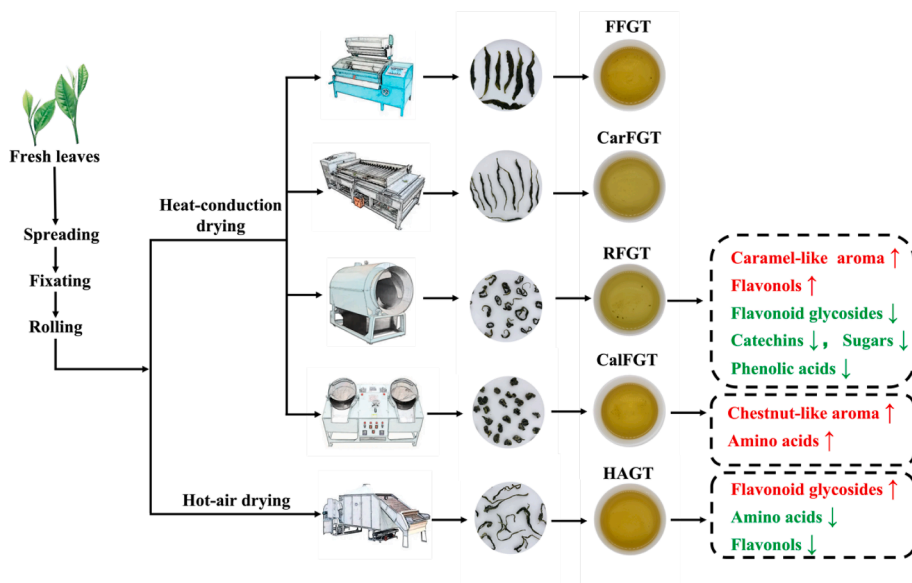 Fresh leaves
Spreading
Fixating
Rolling
Heat-conduction
drying
Hot-air drying
FFGT
CarFGT
RFGT
CalFGT
HAGT
Caramel-like aroma ↑
Flavonols ↑
Flavonoid glycosides ↓
Catechins ↓, Sugars ↓
Phenolic acids ↓
Chestnut-like aroma ↑
Amino acids ↑
Flavonoid glycosides ↑
Amino acids ↓
Flavonols ↓